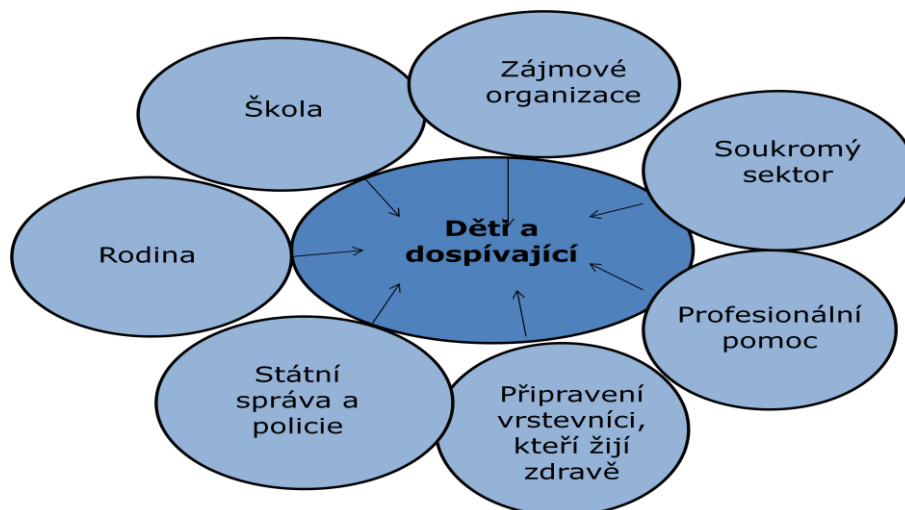 Škola
Zájmové
organizace
Soukromý
sektor
Rodina
Děti a
dospívající
Profesionální
pomoc
Státní
správa a
policie
Připravení
vrstevníci,
kteří žijí
zdravě